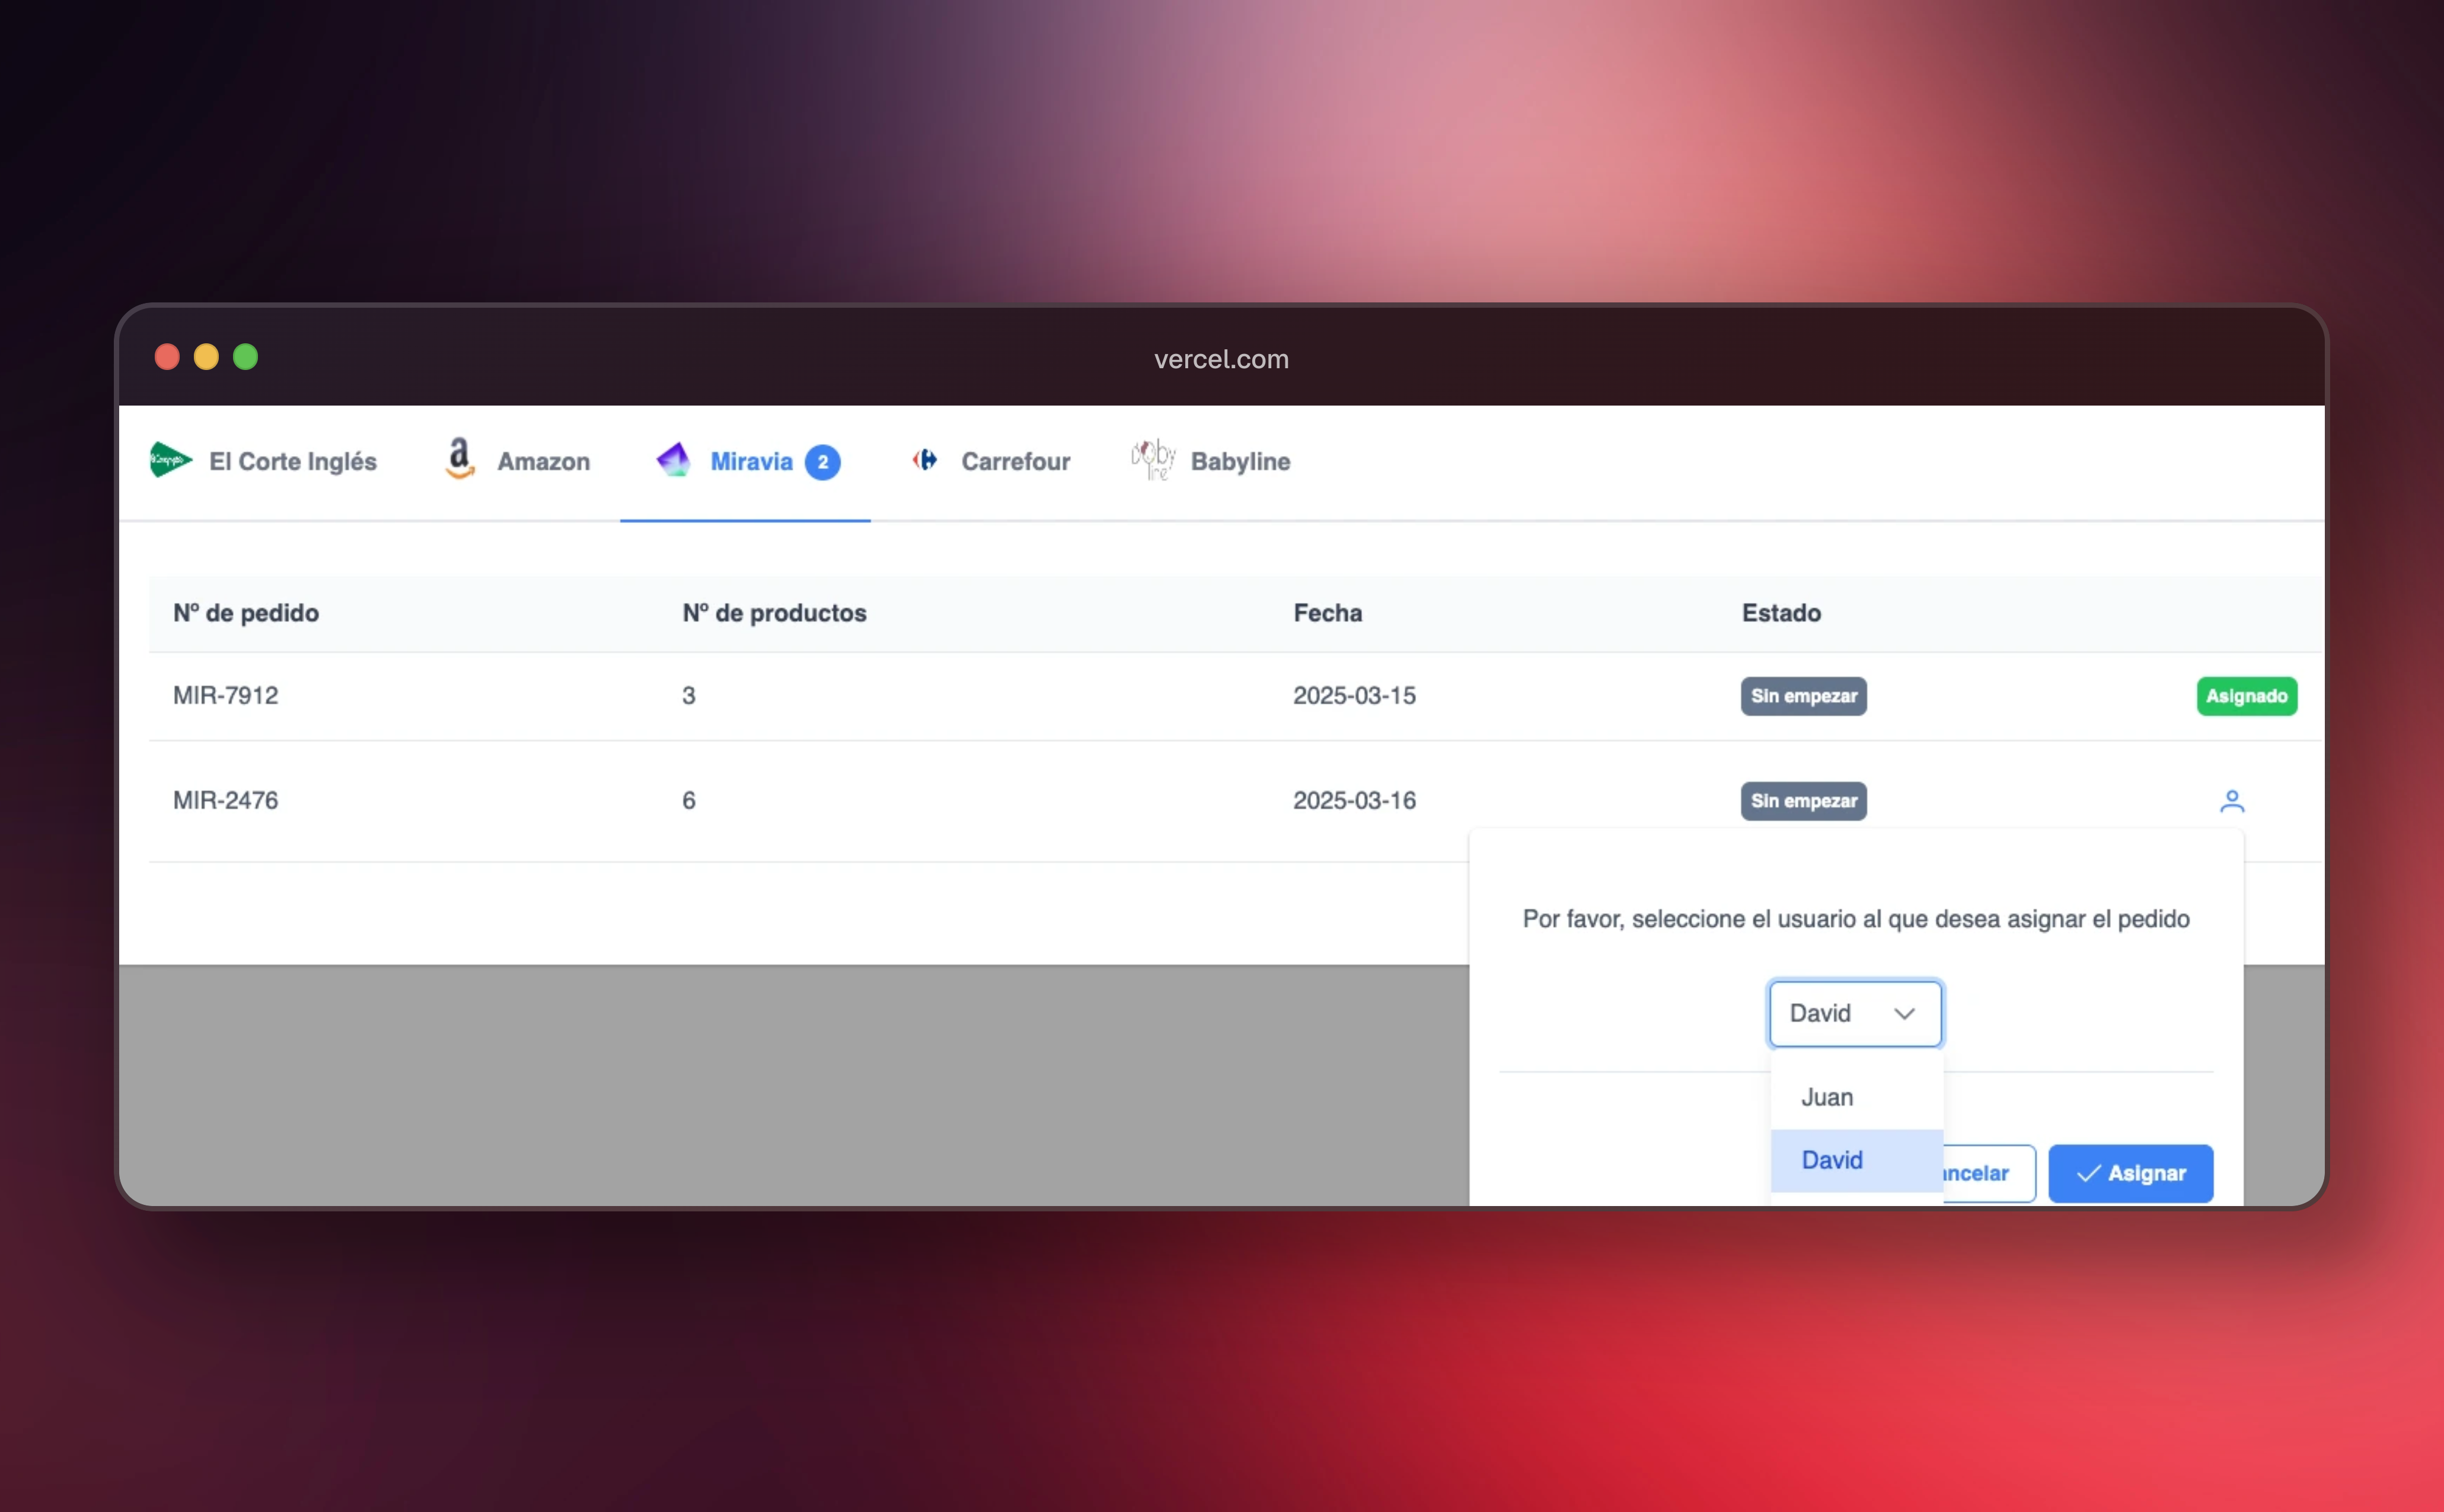 vercel.com
El Corte Inglés
Amazon
Miravia 2
Carrefour
Babyline
Nº de pedido Nº de productos Fecha Estado
MIR-7912 3 2025-03-15 Sin empezar Asignado
MIR-2476 6 2025-03-16 Sin empezar
Por favor, seleccione el usuario al que desea asignar el pedido
David
Juan
David
ncelar Asignar